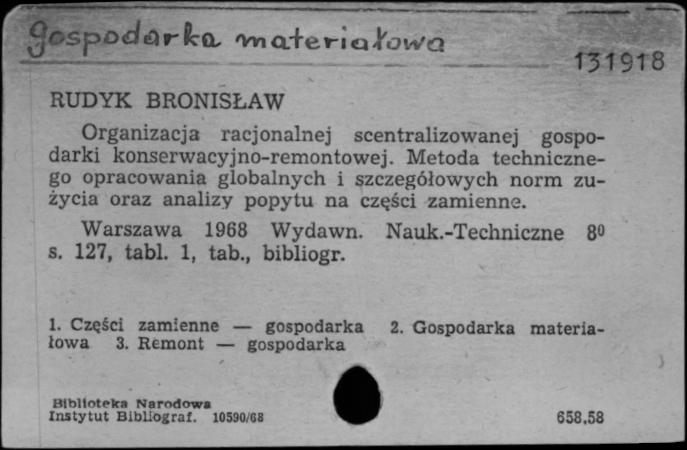 gospodarka materiałowa
131918
RUDYK BRONISŁAW
Organizacja racjonalnej scentralizowanej gospo-
darki konserwacyjno-remontowej. Metoda techniczne-
go opracowania globalnych i szczegółowych norm zu-
życia oraz analizy popytu na części zamienne.
Warszawa 1968 Wydawn. Nauk.-Techniczne 8⁰
s. 127, tabl. 1, tab., bibliogr.
1. Części zamienne — gospodarka 2. Gospodarka materia-
łowa 3. Remont — gospodarka
Biblioteka Narodowa
Instytut Bibliograf. 10590/68
658,58